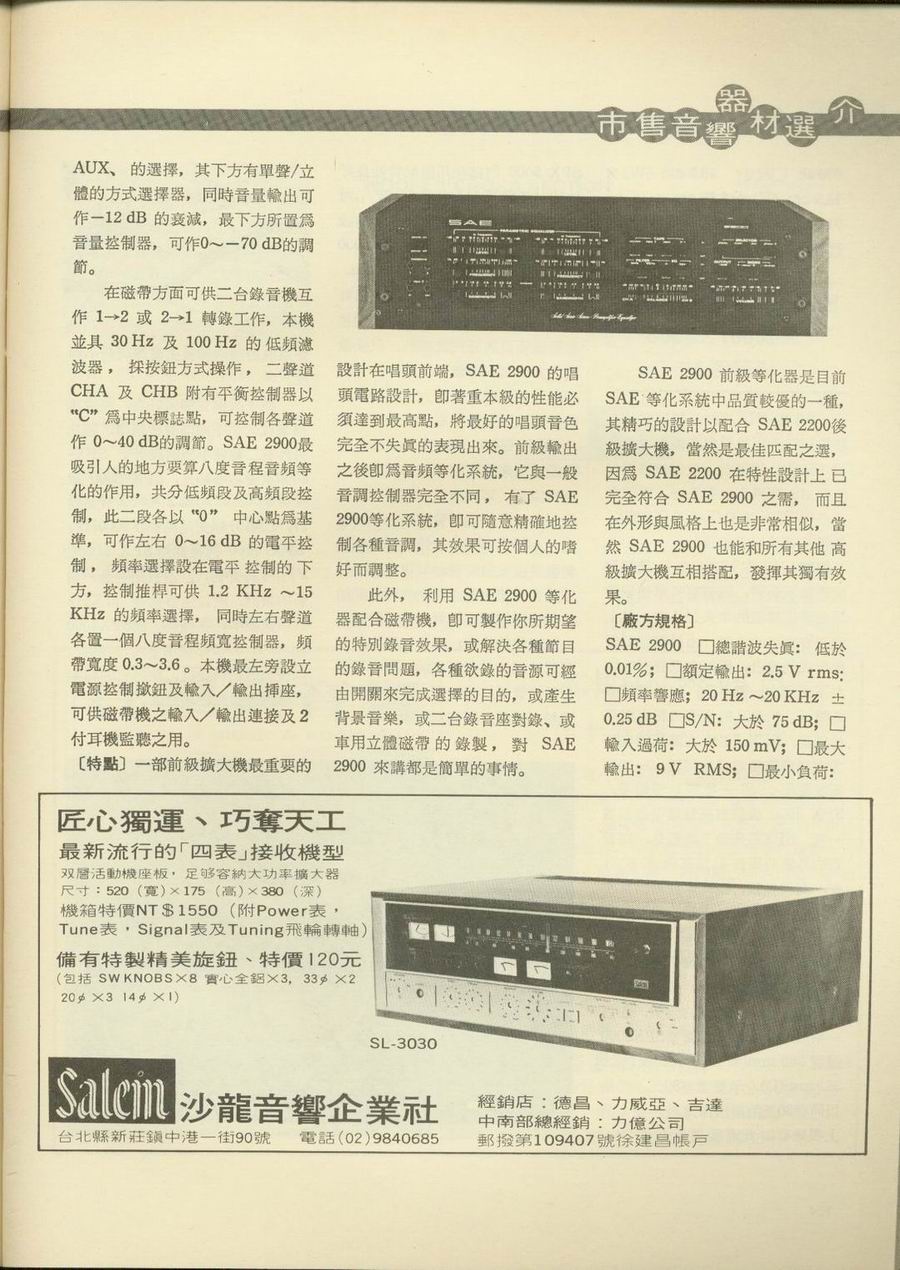 市售音響器材選介
AUX、 的選擇，其下方有單聲/立
體的方式選擇器，同時音量輸出可
作－12 dB 的衰減，最下方所置爲
音量控制器，可作0～－70 dB的調
節。
在磁帶方面可供二台錄音機互
作 1→2 或 2→1 轉錄工作，本機
並具 30 Hz 及 100 Hz 的低頻濾
波器，採按鈕方式操作，二聲道
CHA 及 CHB 附有平衡控制器以
“C” 爲中央標誌點，可控制各聲道
作 0～40 dB的調節。SAE 2900最
吸引人的地方要算八度音程音頻等
化的作用，共分低頻段及高頻段控
制，此二段各以 “0” 中心點爲基
準，可作左右 0～16 dB 的電平控
制，頻率選擇設在電平控制的下
方，控制推桿可供 1.2 KHz ～15
KHz 的頻率選擇， 同時左右聲道
各置一個八度音程頻寬控制器，頻
帶寬度 0.3～3.6 。本機最左旁設立
電源控制撳鈕及輸入／輸出揷座，
可供磁帶機之輸入／輸出連接及 2
付耳機監聽之用。
〔特點〕一部前級擴大機最重要的
SAE
PARAMETRIC EQUALIZER
設計在唱頭前端，SAE 2900 的唱
頭電路設計，卽著重本級的性能必
須達到最高點，將最好的唱頭音色
完全不失眞的表現出來。前級輸出
之後卽爲音頻等化系統，它與一般
音調控制器完全不同，有了 SAE
2900等化系統，卽可隨意精確地控
制各種音調，其效果可按個人的嗜
好而調整。
此外， 利用 SAE 2900 等化
器配合磁帶機，卽可製作你所期望
的特別錄音效果，或解決各種節目
的錄音問題，各種欲錄的音源可經
由開關來完成選擇的目的，或產生
背景音樂，或二台錄音座對錄、或
車用立體磁帶的錄製，對 SAE
2900 來講都是簡單的事情。
SAE 2900 前級等化器是目前
SAE 等化系統中品質較優的一種，
其精巧的設計以配合 SAE 2200後
級擴大機，當然是最佳匹配之選，
因爲 SAE 2200 在特性設計上已
完全符合 SAE 2900 之需， 而且
在外形與風格上也是非常相似，當
然 SAE 2900 也能和所有其他高
級擴大機互相搭配，發揮其獨有效
果。
〔廠方規格〕
SAE 2900 □總諧波失眞： 低於
0.01%；□額定輸出：2.5 V rms；
□頻率響應；20 Hz ～20 KHz ±
0.25 dB □S/N：大於 75 dB；□
輸入過荷：大於 150 mV；□最大
輸出： 9 V RMS；□最小負荷：
匠心獨運、巧奪天工
最新流行的「四表」接收機型
双層活動機座板，足够容納大功率擴大器
尺寸：520（寬）×175（高）×380（深）
機箱特價NT＄1550（附Power表，
Tune表，Signal表及Tuning飛輪轉軸）
備有特製精美旋鈕、特價120元
(包括 SW KNOBS×8 實心全鋁×3, 33∮×2
20∮ ×3 14∮ ×1)
SL-3030
Salein 沙龍音響企業社
台北縣新莊鎭中港一街90號 電話(02)9840685
經銷店：德昌、力威亞、吉達
中南部總經銷：力億公司
郵撥第109407號徐建昌帳戶